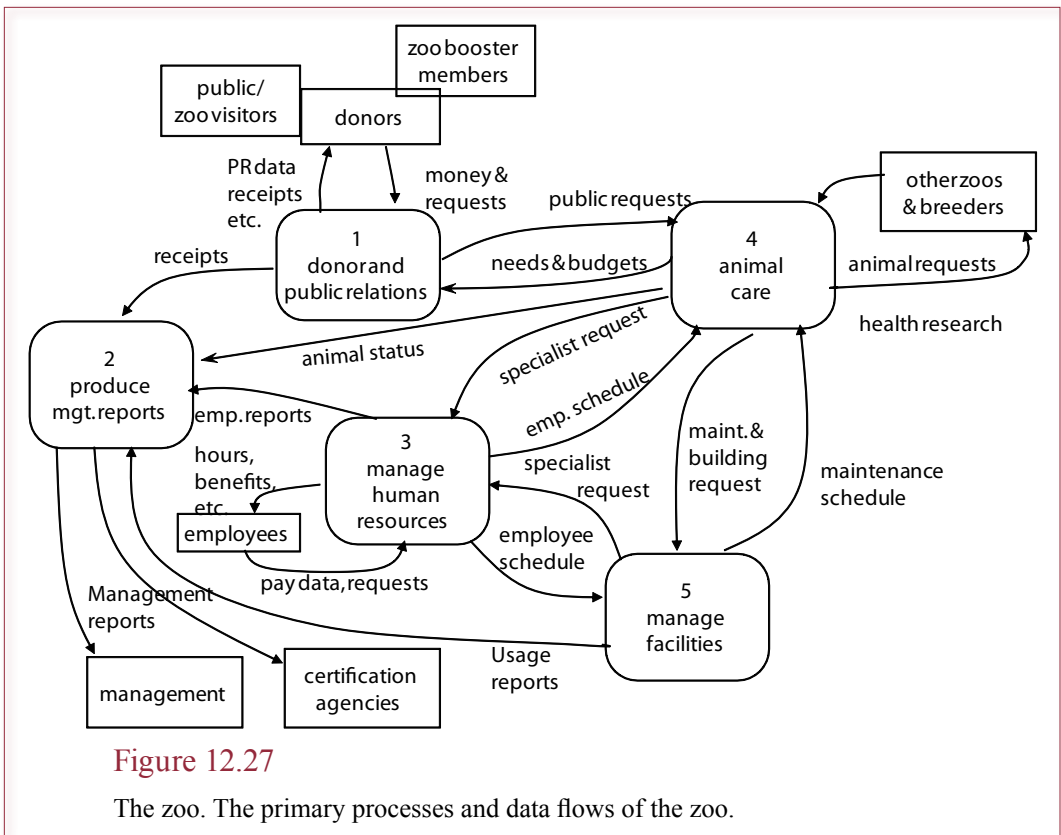 zoo booster
members
public/
zoo visitors
donors
PR data
receipts
etc.
money &
requests
public requests
other zoos
& breeders
1
donor and
public relations
4
animal
care
receipts
needs & budgets
animal requests
health research
2
produce
mgt. reports
animal status
specialist request
emp. schedule
emp. reports
3
manage
human
resources
hours,
benefits,
etc.
employees
pay data, requests
specialist
request
maint. &
building
request
maintenance
schedule
employee
schedule
5
manage
facilities
Management
reports
Usage
reports
management
certification
agencies
Figure 12.27
The zoo. The primary processes and data flows of the zoo.